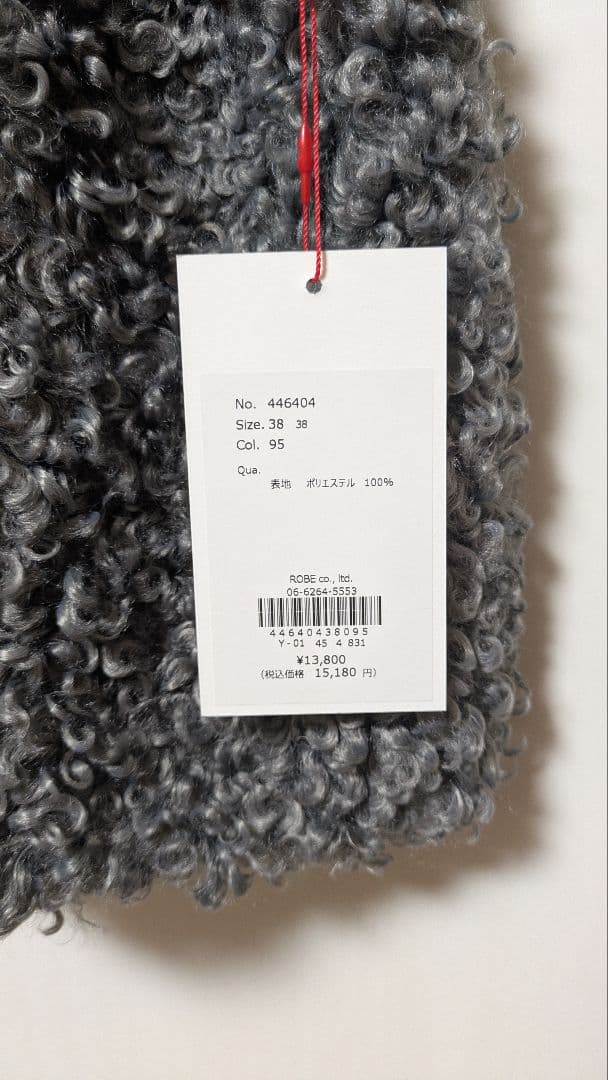 No. 446404
Size. 38 38
Col. 95
Qua.
表地 ポリエステル 100%
ROBE co., ltd.
06-6264-5553
44640438095
Y-01 45 4 831
¥13,800
(税込価格 15,180 円)